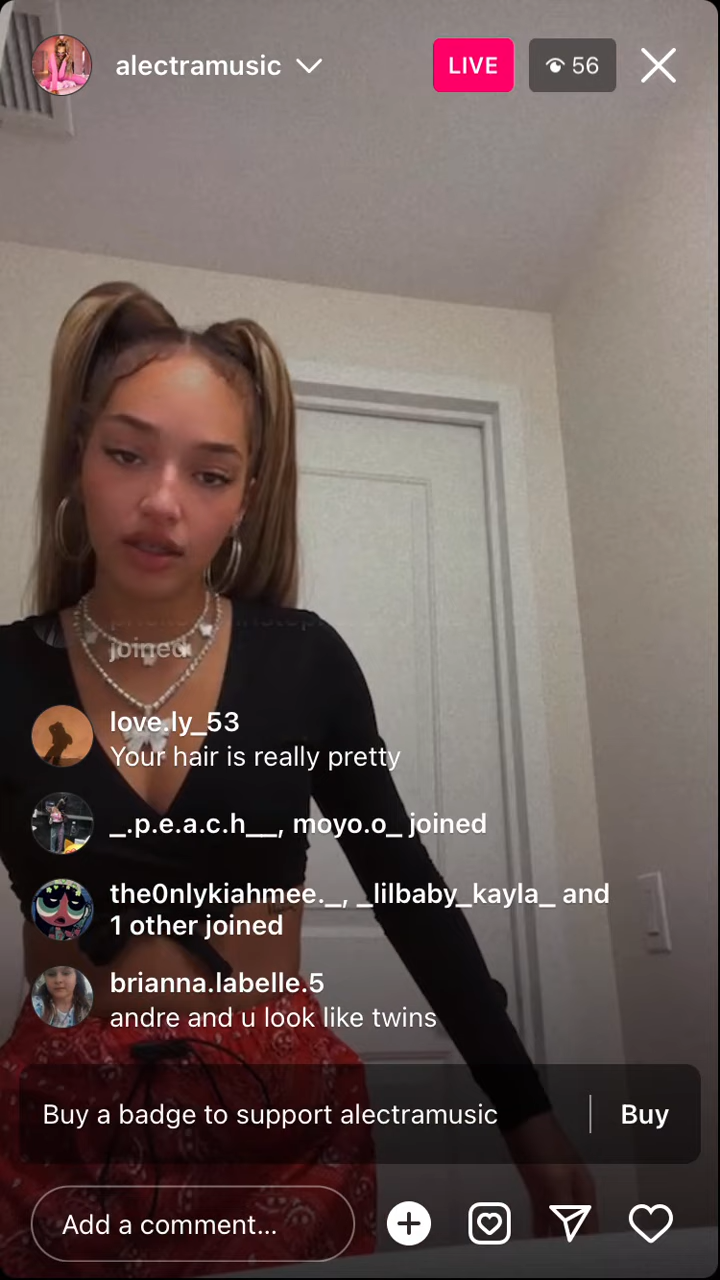 alectramusic
LIVE
56
joined
love.ly_53
Your hair is really pretty
_.p.e.a.c.h__, moyo.o_ joined
the0nlykiahmee._, _lilbaby_kayla_ and
1 other joined
brianna.labelle.5
andre and u look like twins
Buy a badge to support alectramusic
Buy
Add a comment...